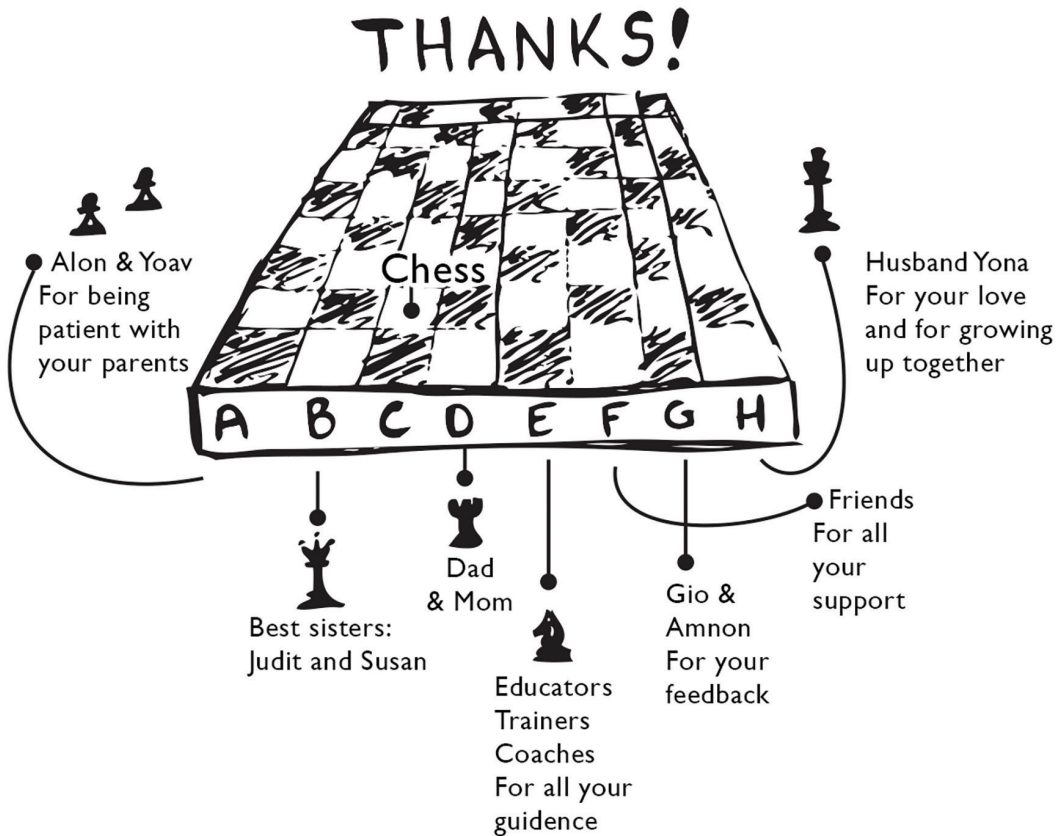 THANKS!
Chess
A B C D E F G H
Alon & Yoav
For being
patient with
your parents
Husband Yona
For your love
and for growing
up together
Best sisters:
Judit and Susan
Dad
& Mom
Educators
Trainers
Coaches
For all your
guidence
Gio &
Amnon
For your
feedback
Friends
For all
your
support